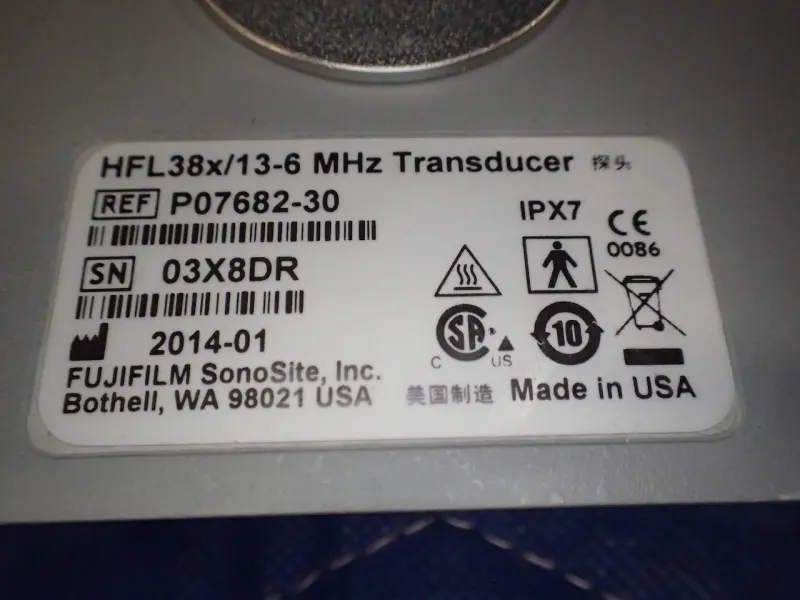 HFL38x/13-6 MHz Transducer 探头
REF P07682-30
IPX7
CE
0086
SN 03X8DR
SA
C US
10
2014-01
FUJIFILM SonoSite, Inc.
Bothell, WA 98021 USA
美国制造 Made in USA